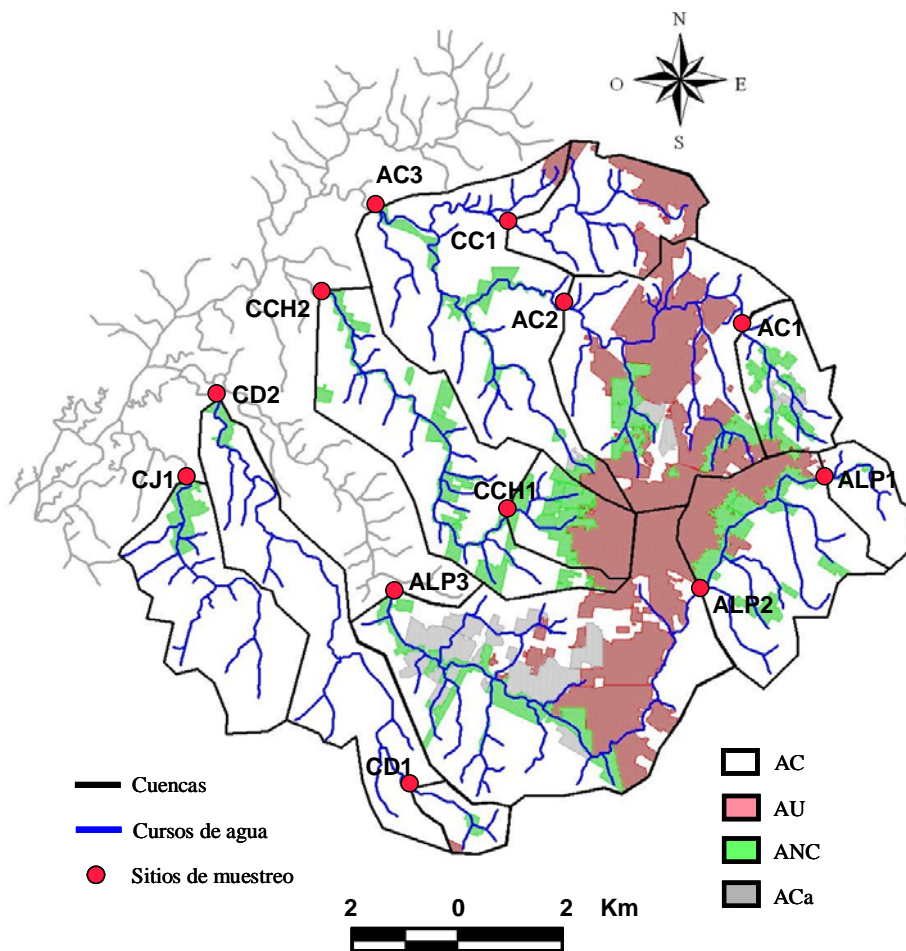 N
O
E
S
AC3
CC1
CCH2
AC2
AC1
CD2
CJ1
CCH1
ALP1
ALP3
ALP2
CD1
Cuencas
Cursos de agua
Sitios de muestreo
AC
AU
ANC
ACa
2 0 2 Km